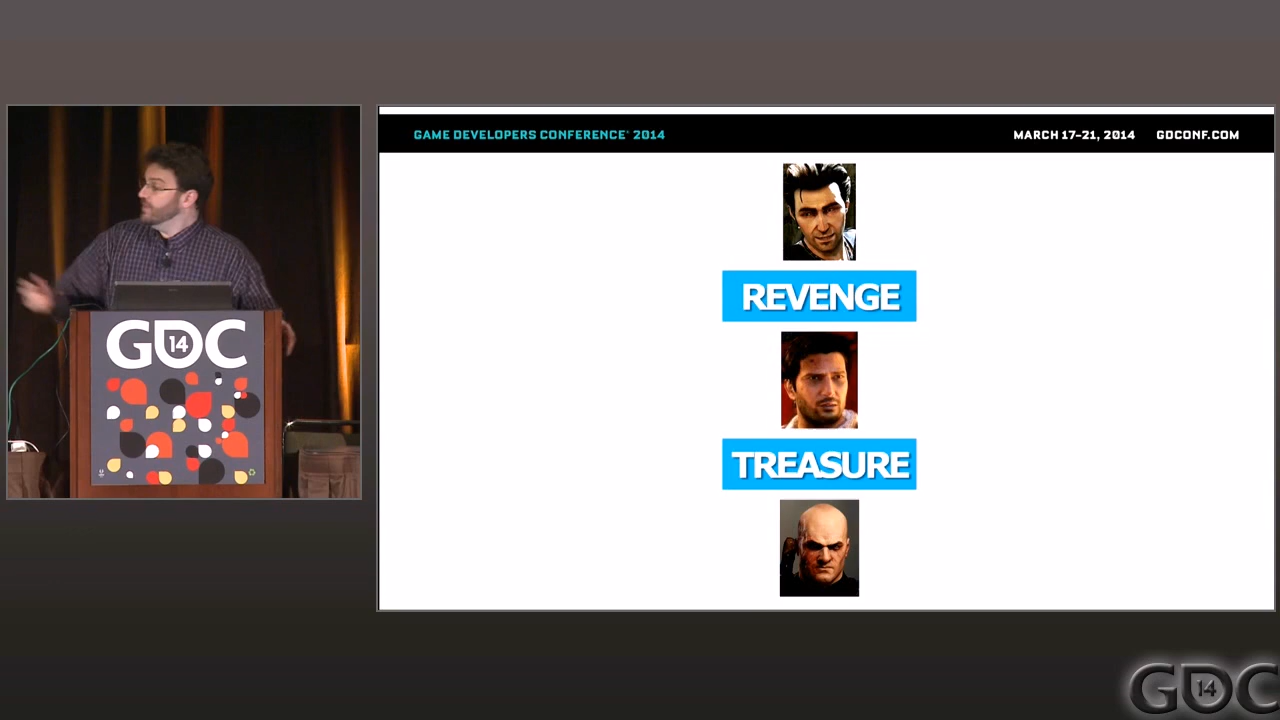 GAME DEVELOPERS CONFERENCE® 2014
MARCH 17-21, 2014 GDCONF.COM
REVENGE
TREASURE
GDC
14
GDC
14